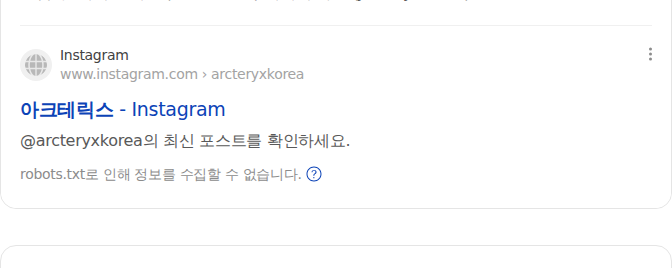 Instagram
www.instagram.com › arcteryxkorea
아크테릭스 - Instagram
@arcteryxkorea의 최신 포스트를 확인하세요.
robots.txt로 인해 정보를 수집할 수 없습니다. ?